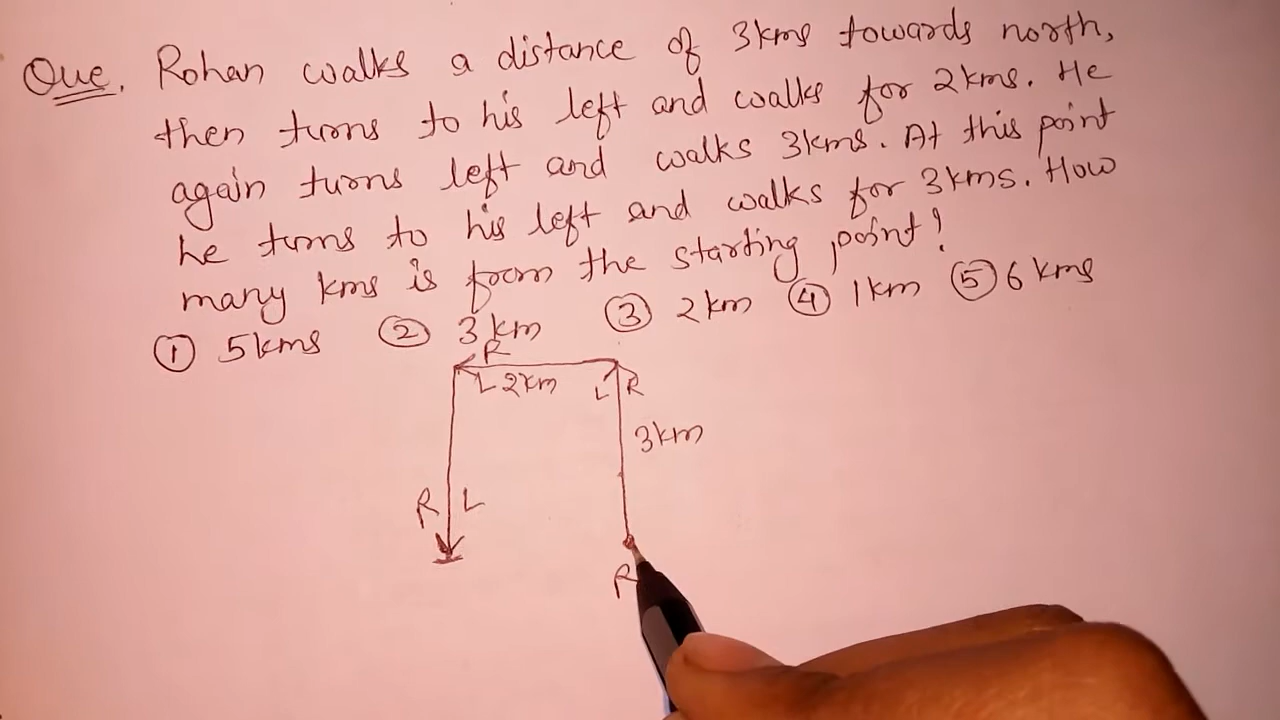 Que. Rohan walks a distance of 3kms towards north,
then turns to his left and walks for 2kms. He
again turns left and walks 3kms. At this point
he turns to his left and walks for 3kms. How
many kms is from the starting point?
① 5kms ② 3km ③ 2km ④ 1km ⑤ 6kms
R
L 2km L R
3km
R L
R